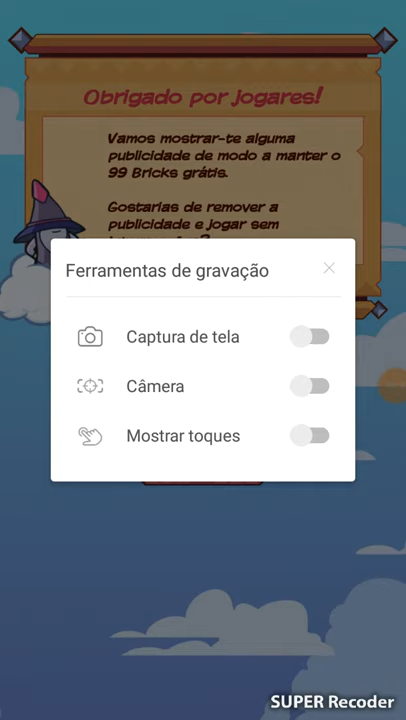 Obrigado por jogares!
Vamos mostrar-te alguma
publicidade de modo a manter o
99 Bricks grátis.
Gostarias de remover a
publicidade e jogar sem
Ferramentas de gravação
Captura de tela
Câmera
Mostrar toques
SUPER Recoder